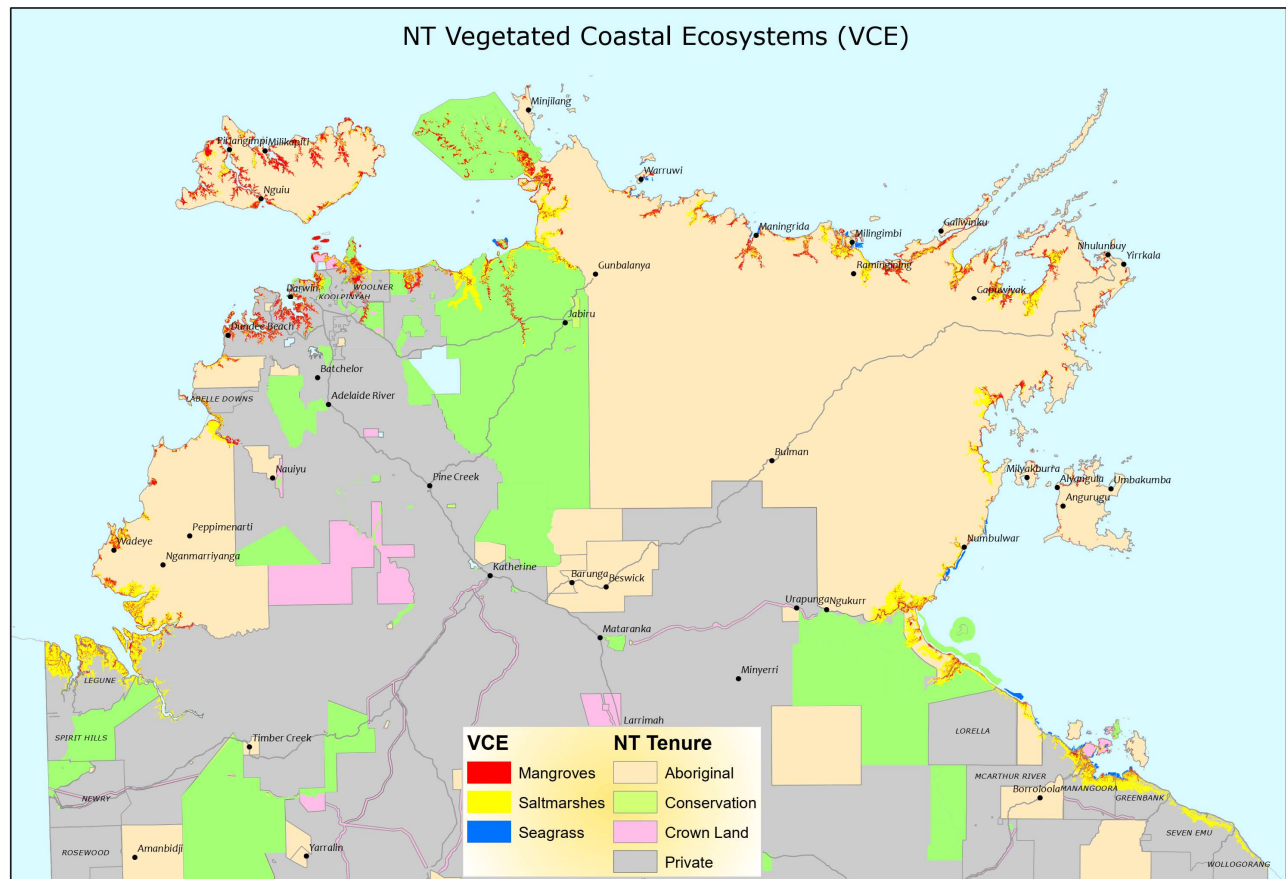 NT Vegetated Coastal Ecosystems (VCE)
Minjilang
Pirlangimpi
Milikapiti
Warruwi
Nguiu
Galiwinku
Maningrida
Milingimbi
Nhulunbuy
Yirrkala
Gunbalanya
Ramingining
WOOLNER
Darwin
KOOLPINYAH
Gapuwiyak
Jabiru
Dundee Beach
Batchelor
LABELLE DOWNS
Adelaide River
Bulman
Nauiyu
Milyakburra
Alyangula
Umbakumba
Pine Creek
Angurugu
Peppimenarti
Wadeye
Numbulwar
Nganmarriyanga
Katherine
Barunga
Beswick
Urapunga
Ngukurr
Mataranka
LEGUNE
Minyerri
Larrimah
SPIRIT HILLS
Timber Creek
LORELLA
VCE
NT Tenure
Mangroves
Aboriginal
MCARTHUR RIVER
MANANGOORA
NEWRY
Saltmarshes
Conservation
Borroloola
GREENBANK
Seagrass
Crown Land
SEVEN EMU
ROSEWOOD
Amanbidji
Yarralin
Private
WOLLOGORANG